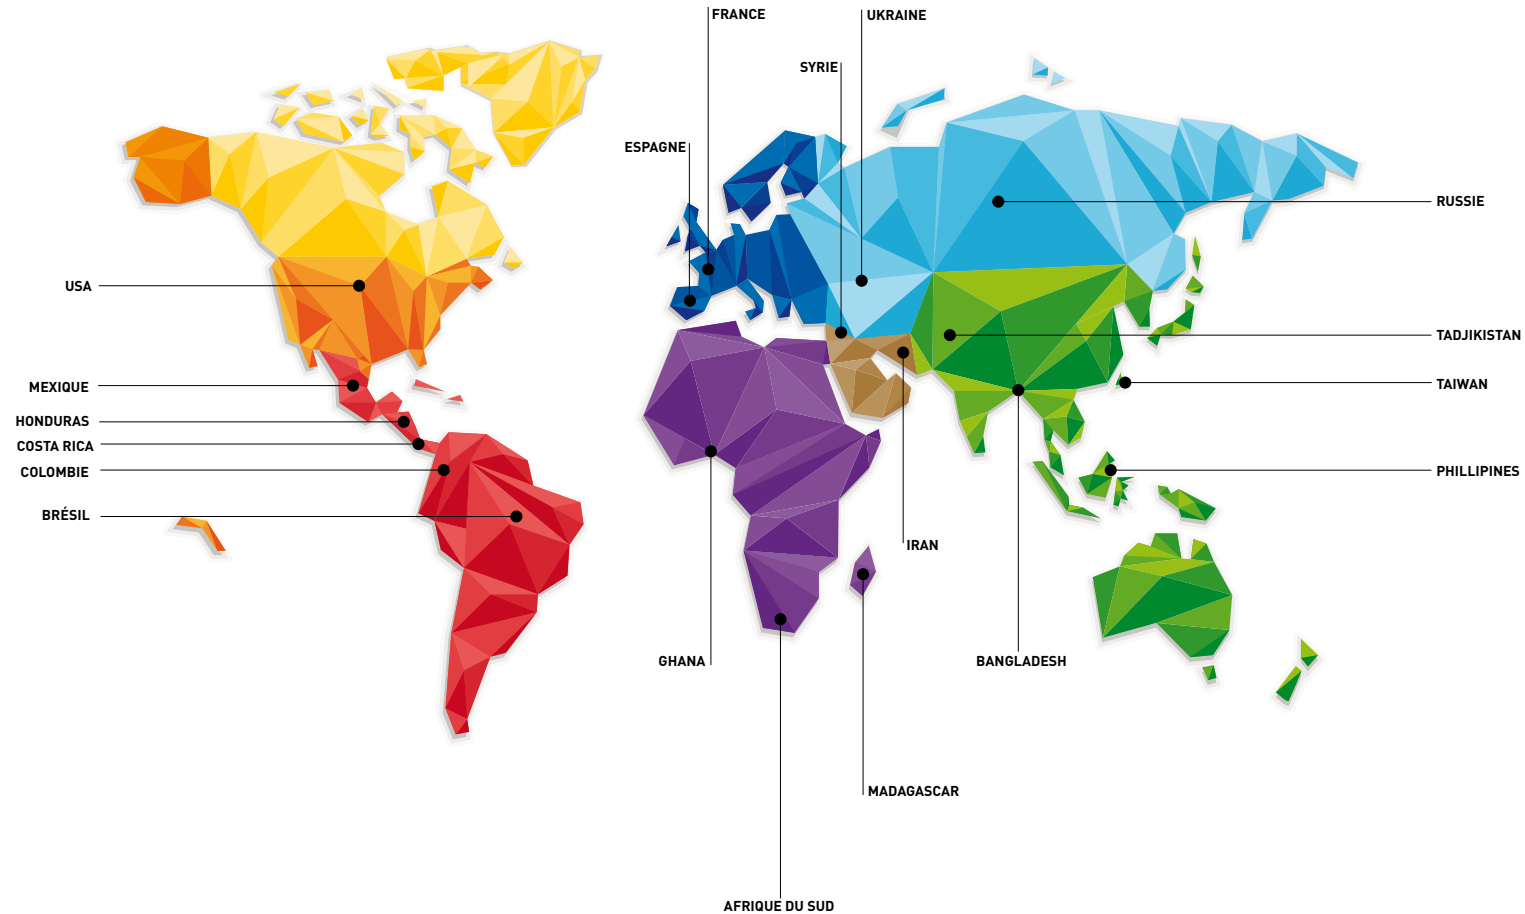 FRANCE
UKRAINE
SYRIE
ESPAGNE
RUSSIE
USA
TADJIKISTAN
MEXIQUE
TAIWAN
HONDURAS
COSTA RICA
COLOMBIE
PHILLIPINES
BRÉSIL
IRAN
GHANA
BANGLADESH
MADAGASCAR
AFRIQUE DU SUD